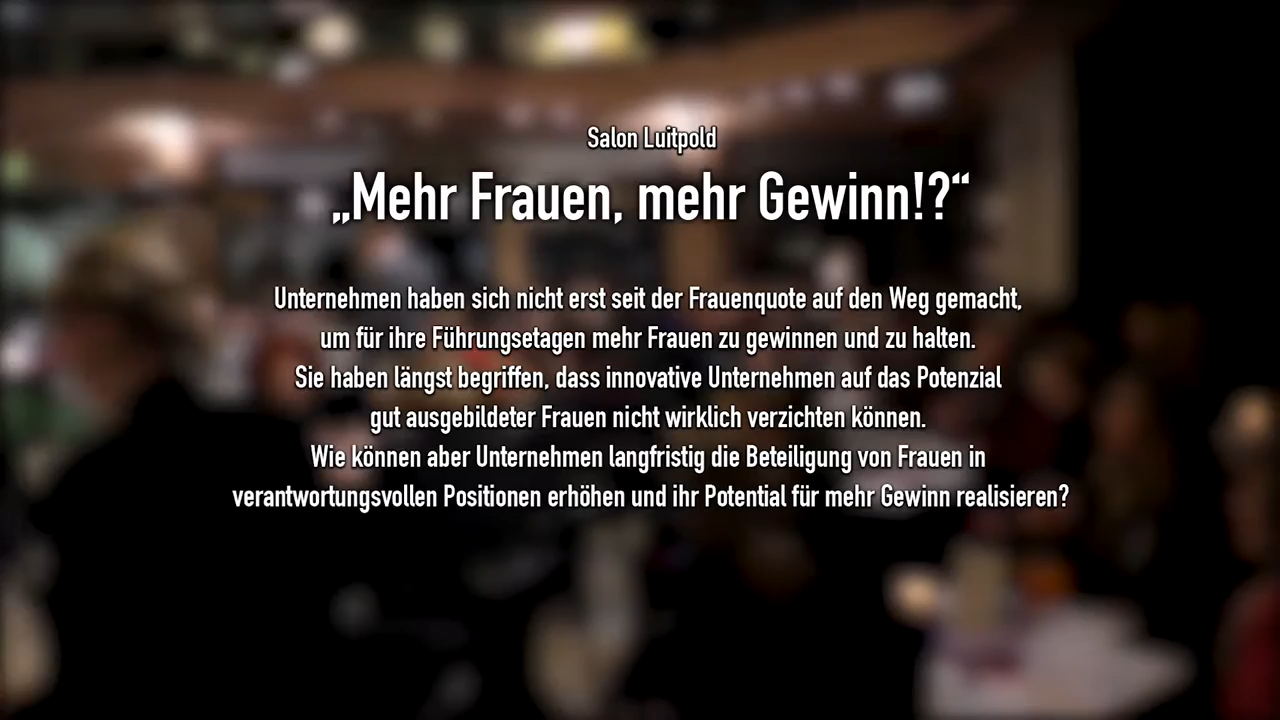 Salon Luitpold
„Mehr Frauen, mehr Gewinn!?“
Unternehmen haben sich nicht erst seit der Frauenquote auf den Weg gemacht,
um für ihre Führungsetagen mehr Frauen zu gewinnen und zu halten.
Sie haben längst begriffen, dass innovative Unternehmen auf das Potenzial
gut ausgebildeter Frauen nicht wirklich verzichten können.
Wie können aber Unternehmen langfristig die Beteiligung von Frauen in
verantwortungsvollen Positionen erhöhen und ihr Potential für mehr Gewinn realisieren?